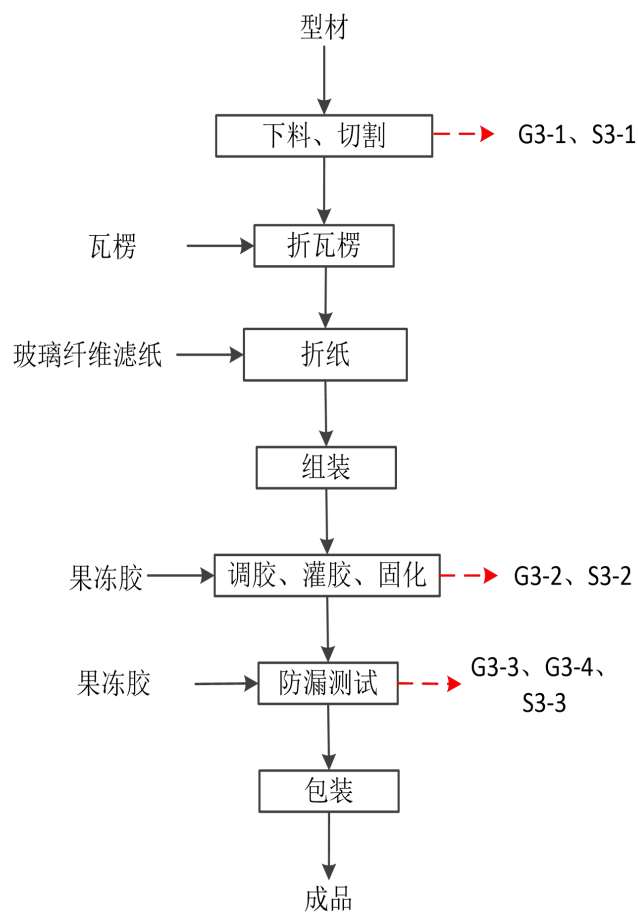 型材
下料、切割
G3-1、S3-1
瓦楞
折瓦楞
玻璃纤维滤纸
折纸
组装
果冻胶
调胶、灌胶、固化
G3-2、S3-2
果冻胶
防漏测试
G3-3、G3-4、
S3-3
包装
成品